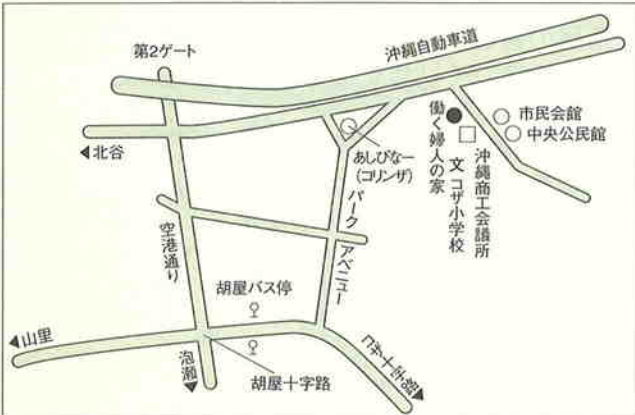 第2ゲート
沖縄自動車道
北谷
市民会館
中央公民館
あしびなー
(コリンザ)
働く婦人の家
沖縄商工会議所
文 コザ小学校
パークアベニュー
空港通り
胡屋バス停
山里
泡瀬
胡屋十字路
コザ十字路